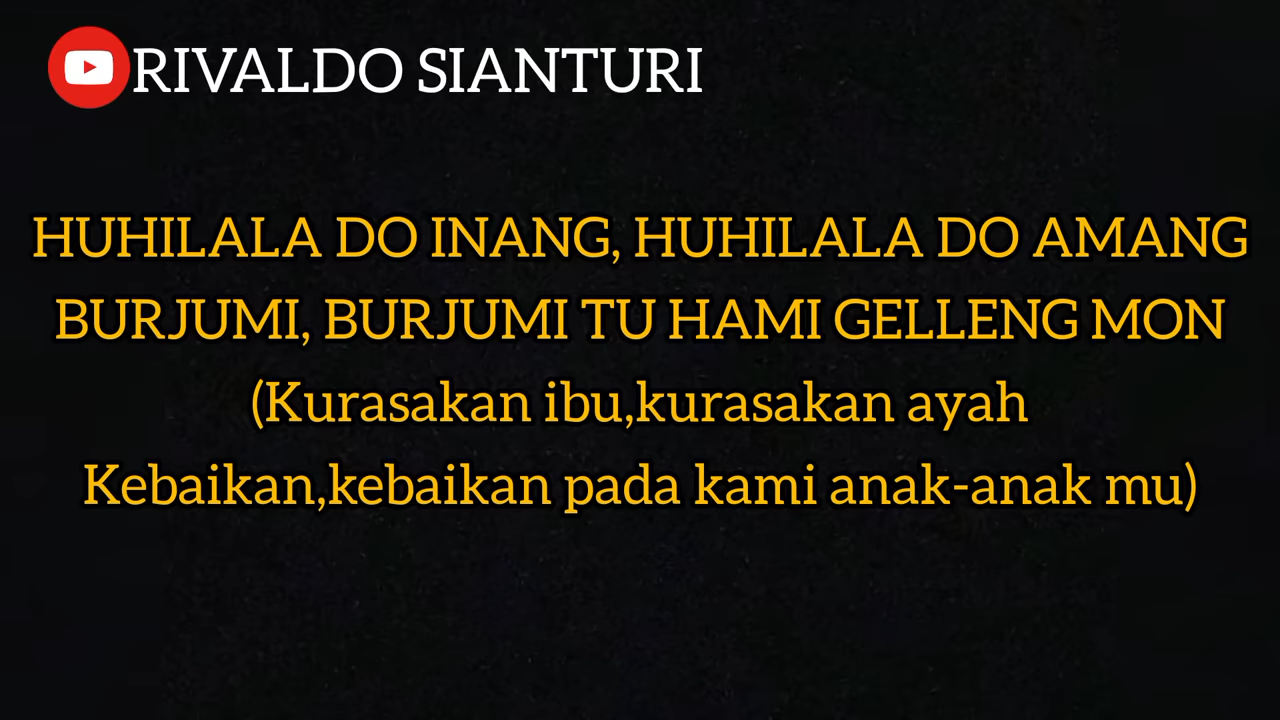 RIVALDO SIANTURI
HUHILALA DO INANG, HUHILALA DO AMANG
BURJUMI, BURJUMI TU HAMI GELLENG MON
(Kurasakan ibu,kurasakan ayah
Kebaikan,kebaikan pada kami anak-anak mu)